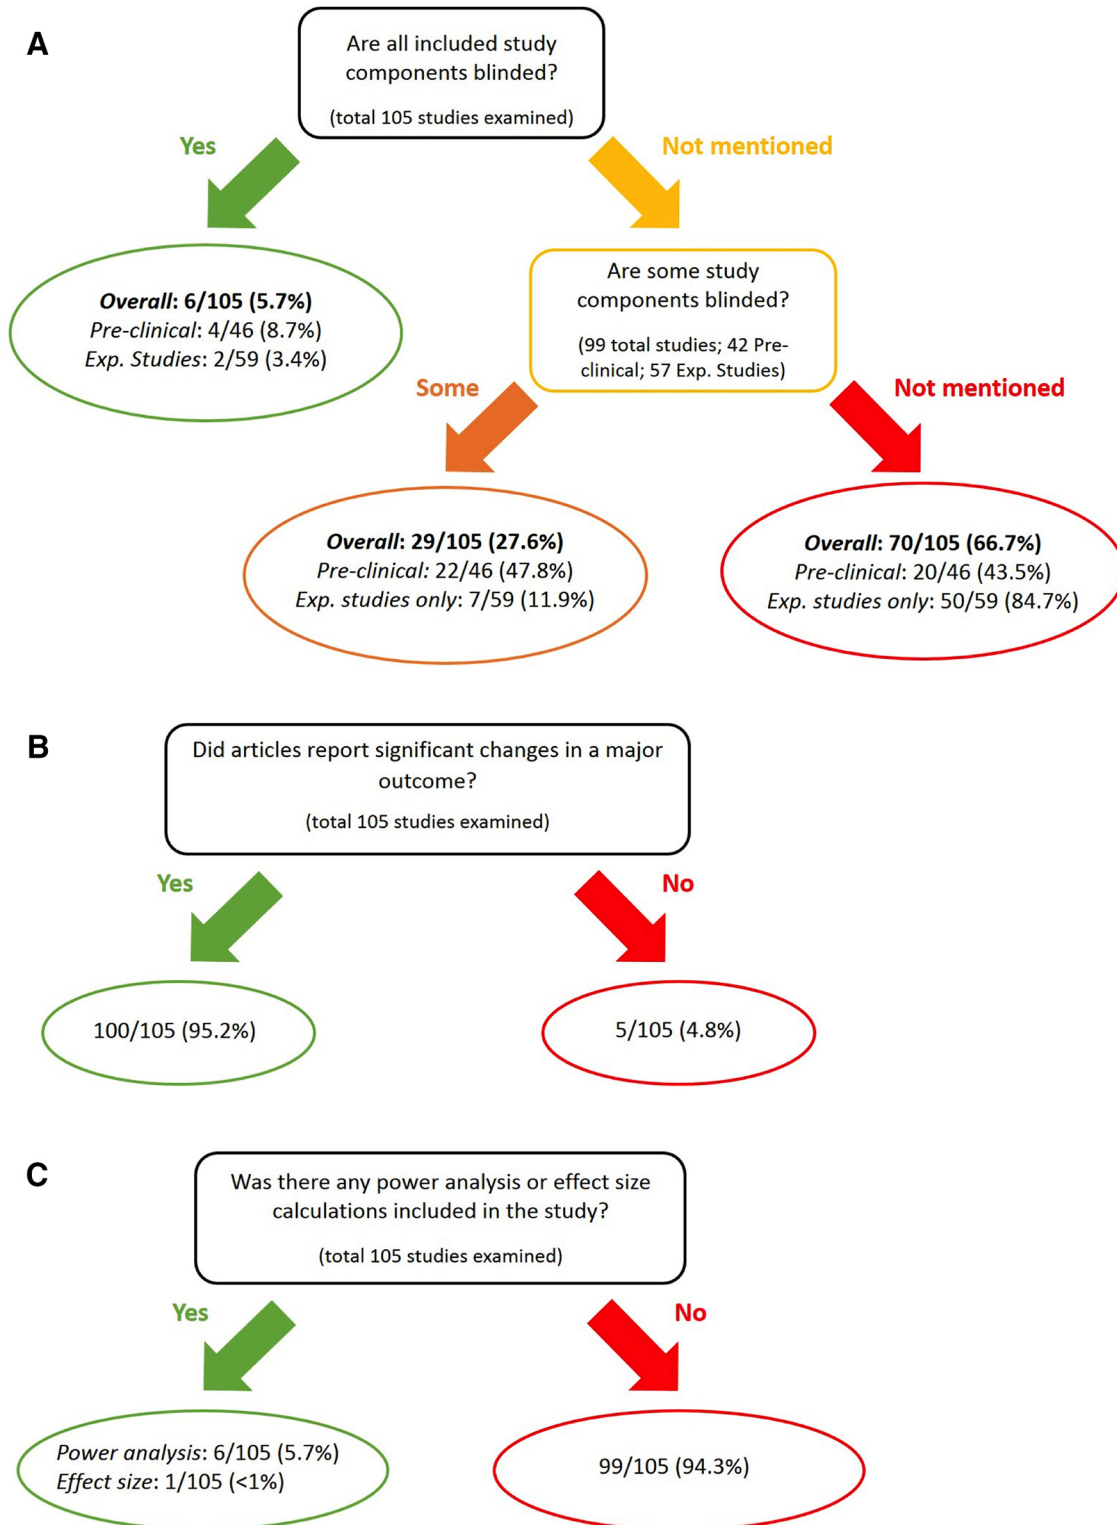 A
Are all included study
components blinded?
(total 105 studies examined)
Yes
Not mentioned
Overall: 6/105 (5.7%)
Pre-clinical: 4/46 (8.7%)
Exp. Studies: 2/59 (3.4%)
Are some study
components blinded?
(99 total studies; 42 Pre-
clinical; 57 Exp. Studies)
Some
Not mentioned
Overall: 29/105 (27.6%)
Pre-clinical: 22/46 (47.8%)
Exp. studies only: 7/59 (11.9%)
Overall: 70/105 (66.7%)
Pre-clinical: 20/46 (43.5%)
Exp. studies only: 50/59 (84.7%)
B
Did articles report significant changes in a major
outcome?
(total 105 studies examined)
Yes
No
100/105 (95.2%)
5/105 (4.8%)
C
Was there any power analysis or effect size
calculations included in the study?
(total 105 studies examined)
Yes
No
Power analysis: 6/105 (5.7%)
Effect size: 1/105 (<1%)
99/105 (94.3%)